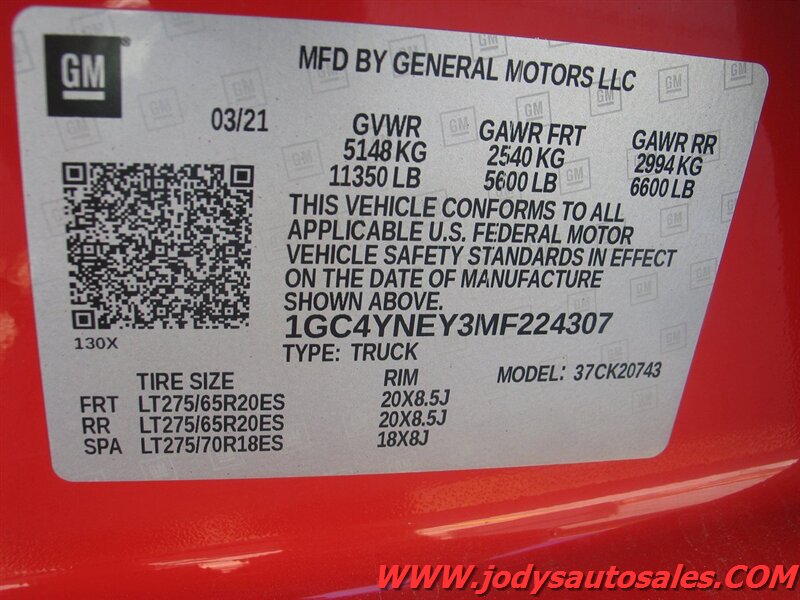 GM
MFD BY GENERAL MOTORS LLC
03/21
GVWR
5148 KG
11350 LB
GAWR FRT
2540 KG
5600 LB
GAWR RR
2994 KG
6600 LB
THIS VEHICLE CONFORMS TO ALL
APPLICABLE U.S. FEDERAL MOTOR
VEHICLE SAFETY STANDARDS IN EFFECT
ON THE DATE OF MANUFACTURE
SHOWN ABOVE.
130X
1GC4YNEY3MF224307
TYPE: TRUCK
MODEL: 37CK20743
TIRE SIZE RIM
FRT LT275/65R20ES 20X8.5J
RR LT275/65R20ES 20X8.5J
SPA LT275/70R18ES 18X8J
WWW.jodysautosales.COM